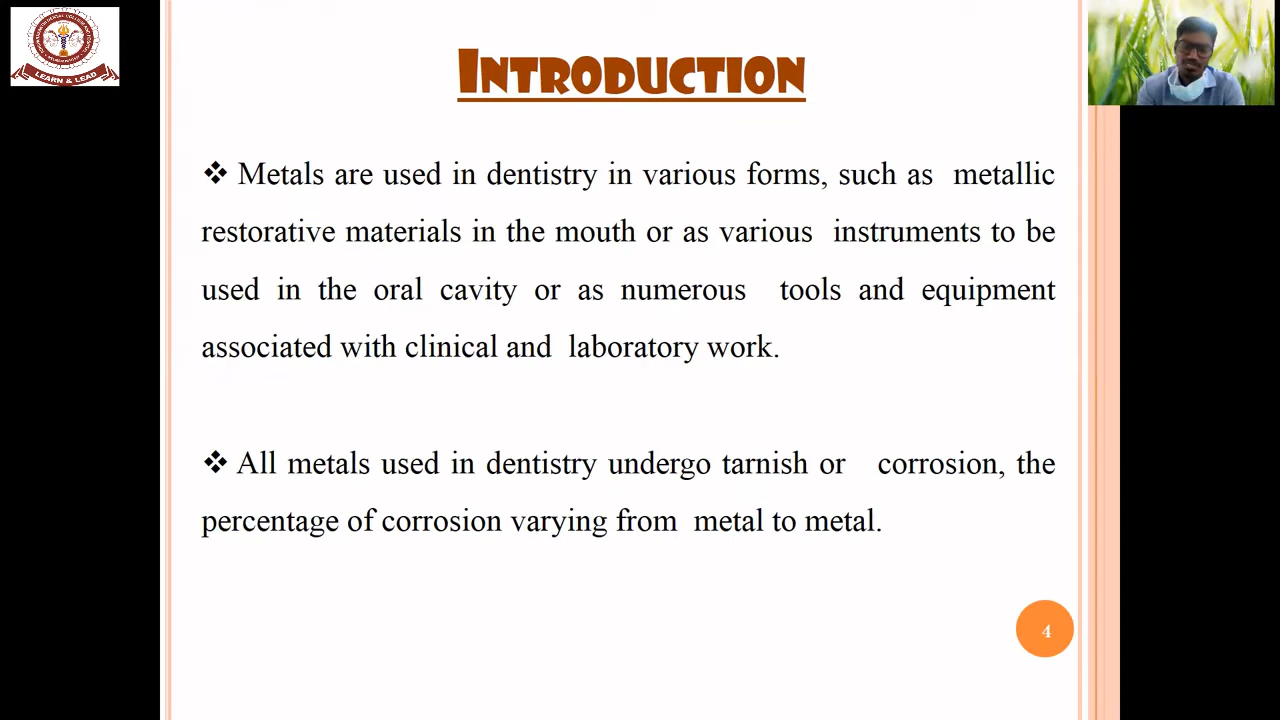 LEARN & LEAD
INTRODUCTION
❖ Metals are used in dentistry in various forms, such as metallic
restorative materials in the mouth or as various instruments to be
used in the oral cavity or as numerous tools and equipment
associated with clinical and laboratory work.
❖ All metals used in dentistry undergo tarnish or corrosion, the
percentage of corrosion varying from metal to metal.
4